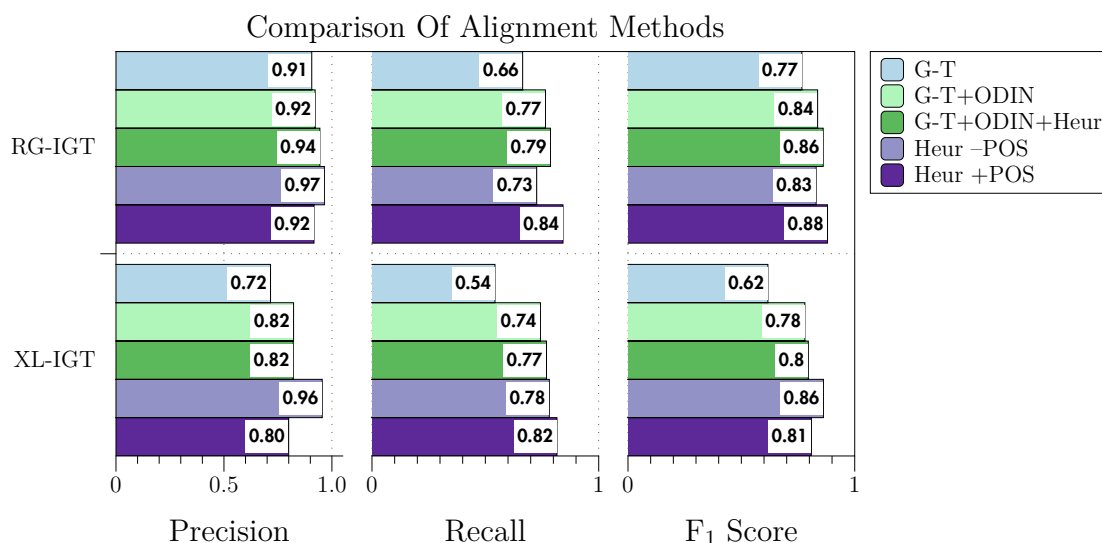 Comparison Of Alignment Methods
RG-IGT
0.91
0.92
0.94
0.97
0.92
0.66
0.77
0.79
0.73
0.84
0.77
0.84
0.86
0.83
0.88
G-T
G-T+ODIN
G-T+ODIN+Heur
Heur –POS
Heur +POS
XL-IGT
0.72
0.82
0.82
0.96
0.80
0.54
0.74
0.77
0.78
0.82
0.62
0.78
0.8
0.86
0.81
0 0.5 1.0
0 1
0 1
Precision
Recall
F₁ Score